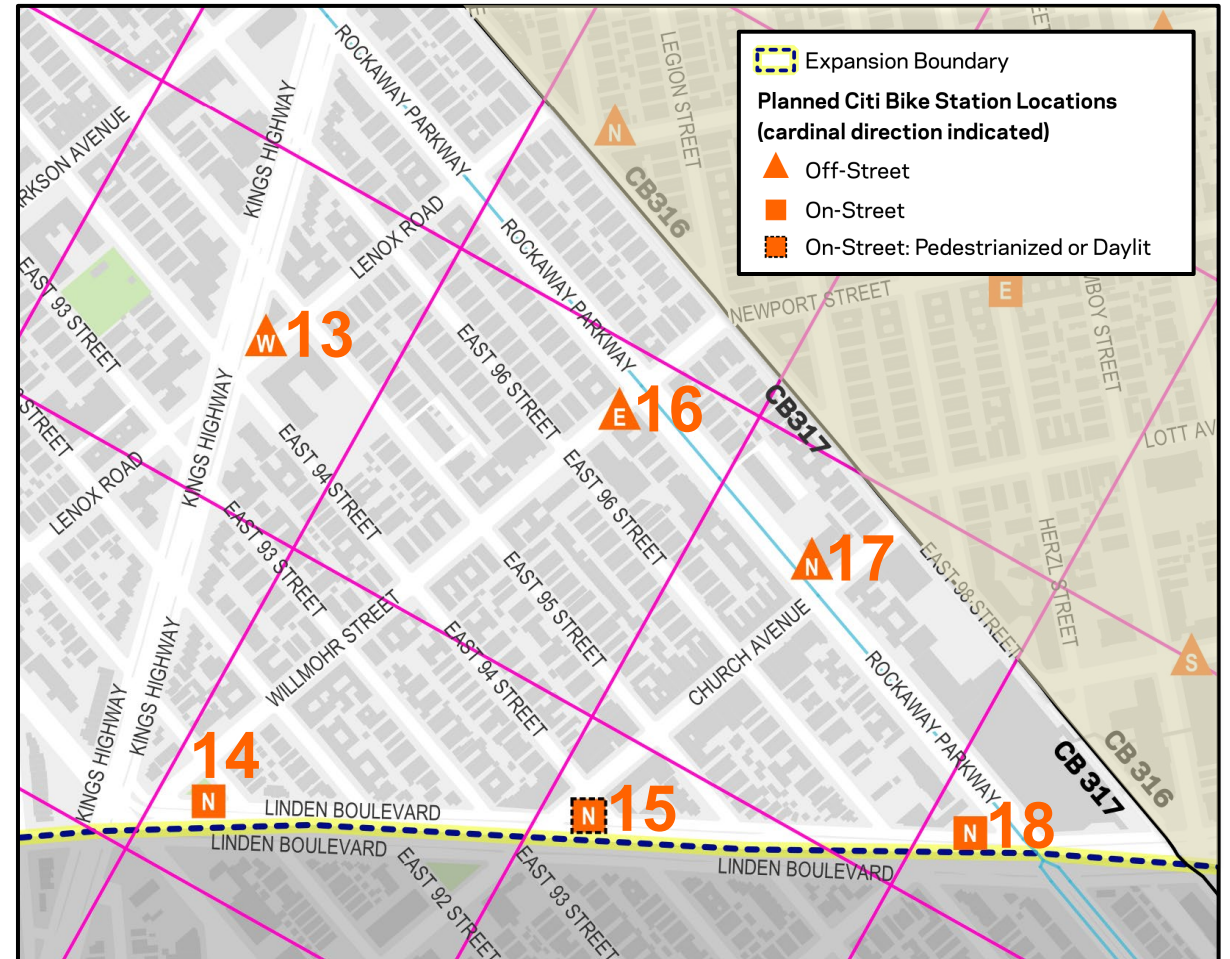 Expansion Boundary
Planned Citi Bike Station Locations
(cardinal direction indicated)
Off-Street
On-Street
On-Street: Pedestrianized or Daylit
ROCKAWAY PARKWAY
LEGION STREET
KINGS HIGHWAY
N
CB316
LENOX ROAD
ROCKAWAY PARKWAY
EAST 93 STREET
NEWPORT STREET
E
W
13
EAST 96 STREET
E
16
CB317
STREET
KINGS HIGHWAY
LENOX ROAD
EAST 94 STREET
EAST 96 STREET
LOTT AV
EAST 93 STREET
N
17
EAST 98 STREET
HERZL STREET
EAST 95 STREET
WILLMOHR STREET
EAST 94 STREET
CHURCH AVENUE
S
KINGS HIGHWAY
KINGS HIGHWAY
ROCKAWAY PARKWAY
14
N
LINDEN BOULEVARD
N
15
N
18
CB 317
CB 316
LINDEN BOULEVARD
LINDEN BOULEVARD
EAST 92 STREET
EAST 93 STREET